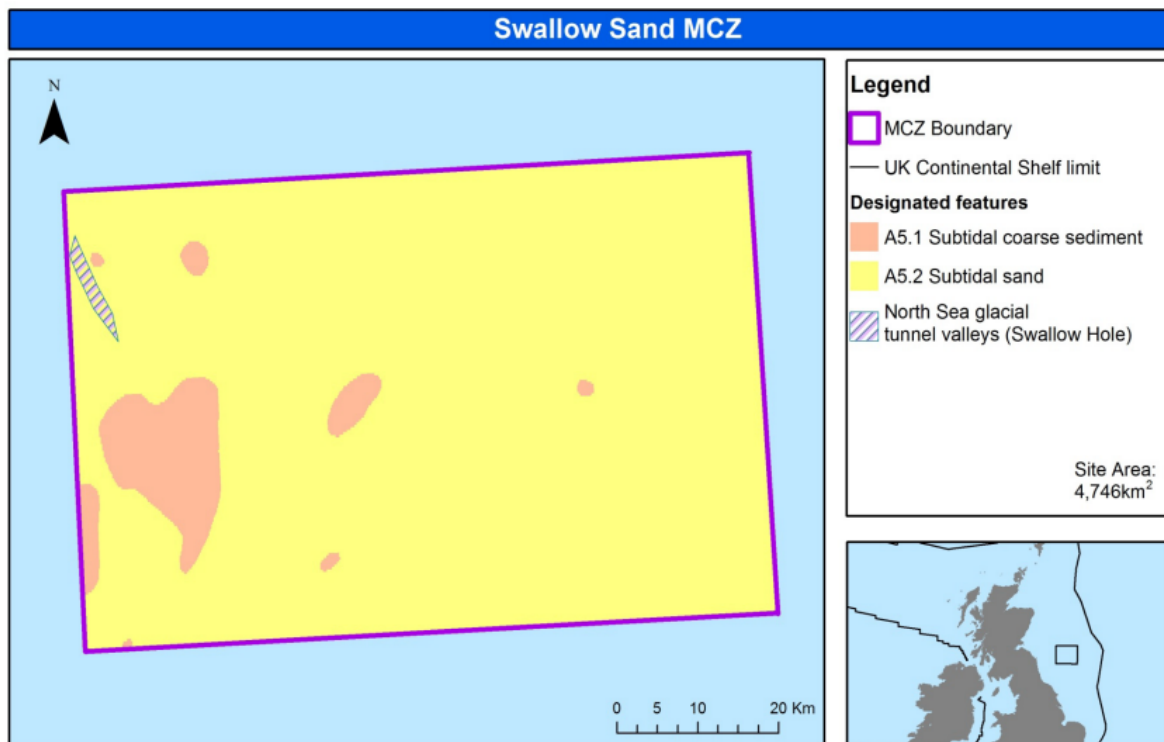 Swallow Sand MCZ
N
Legend
MCZ Boundary
UK Continental Shelf limit
Designated features
A5.1 Subtidal coarse sediment
A5.2 Subtidal sand
North Sea glacial
tunnel valleys (Swallow Hole)
Site Area:
4,746km²
0 5 10 20 Km